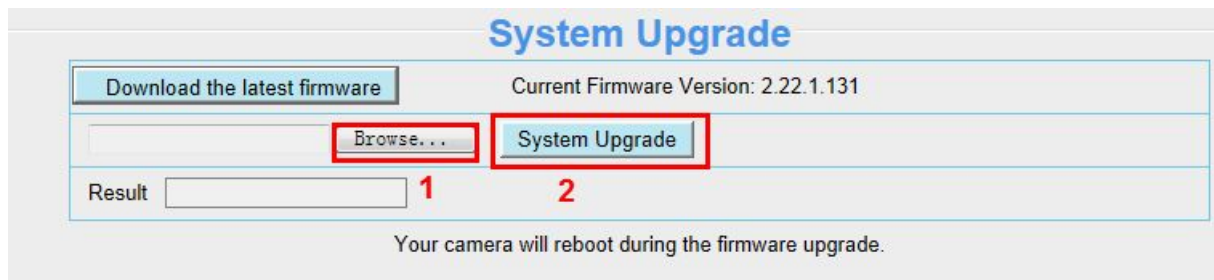 System Upgrade
Download the latest firmware Current Firmware Version: 2.22.1.131
Browse... System Upgrade
Result 1 2
Your camera will reboot during the firmware upgrade.